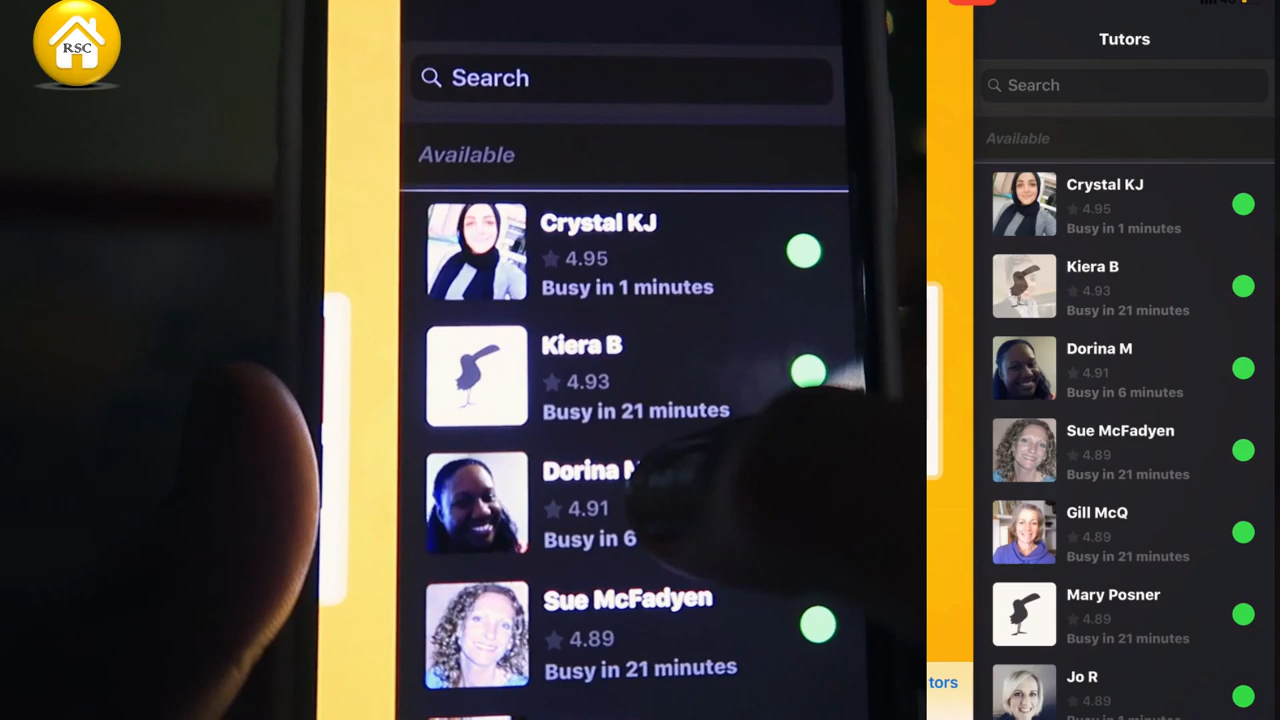 RSC
Search
Available
Crystal KJ
4.95
Busy in 1 minutes
Kiera B
4.93
Busy in 21 minutes
Dorina
4.91
Busy in 6
Sue McFadyen
4.89
Busy in 21 minutes
Tutors
Search
Available
Crystal KJ
4.95
Busy in 1 minutes
Kiera B
4.93
Busy in 21 minutes
Dorina M
4.91
Busy in 6 minutes
Sue McFadyen
4.89
Busy in 21 minutes
Gill McQ
4.89
Busy in 21 minutes
Mary Posner
4.89
Busy in 21 minutes
Jo R
4.89
tors